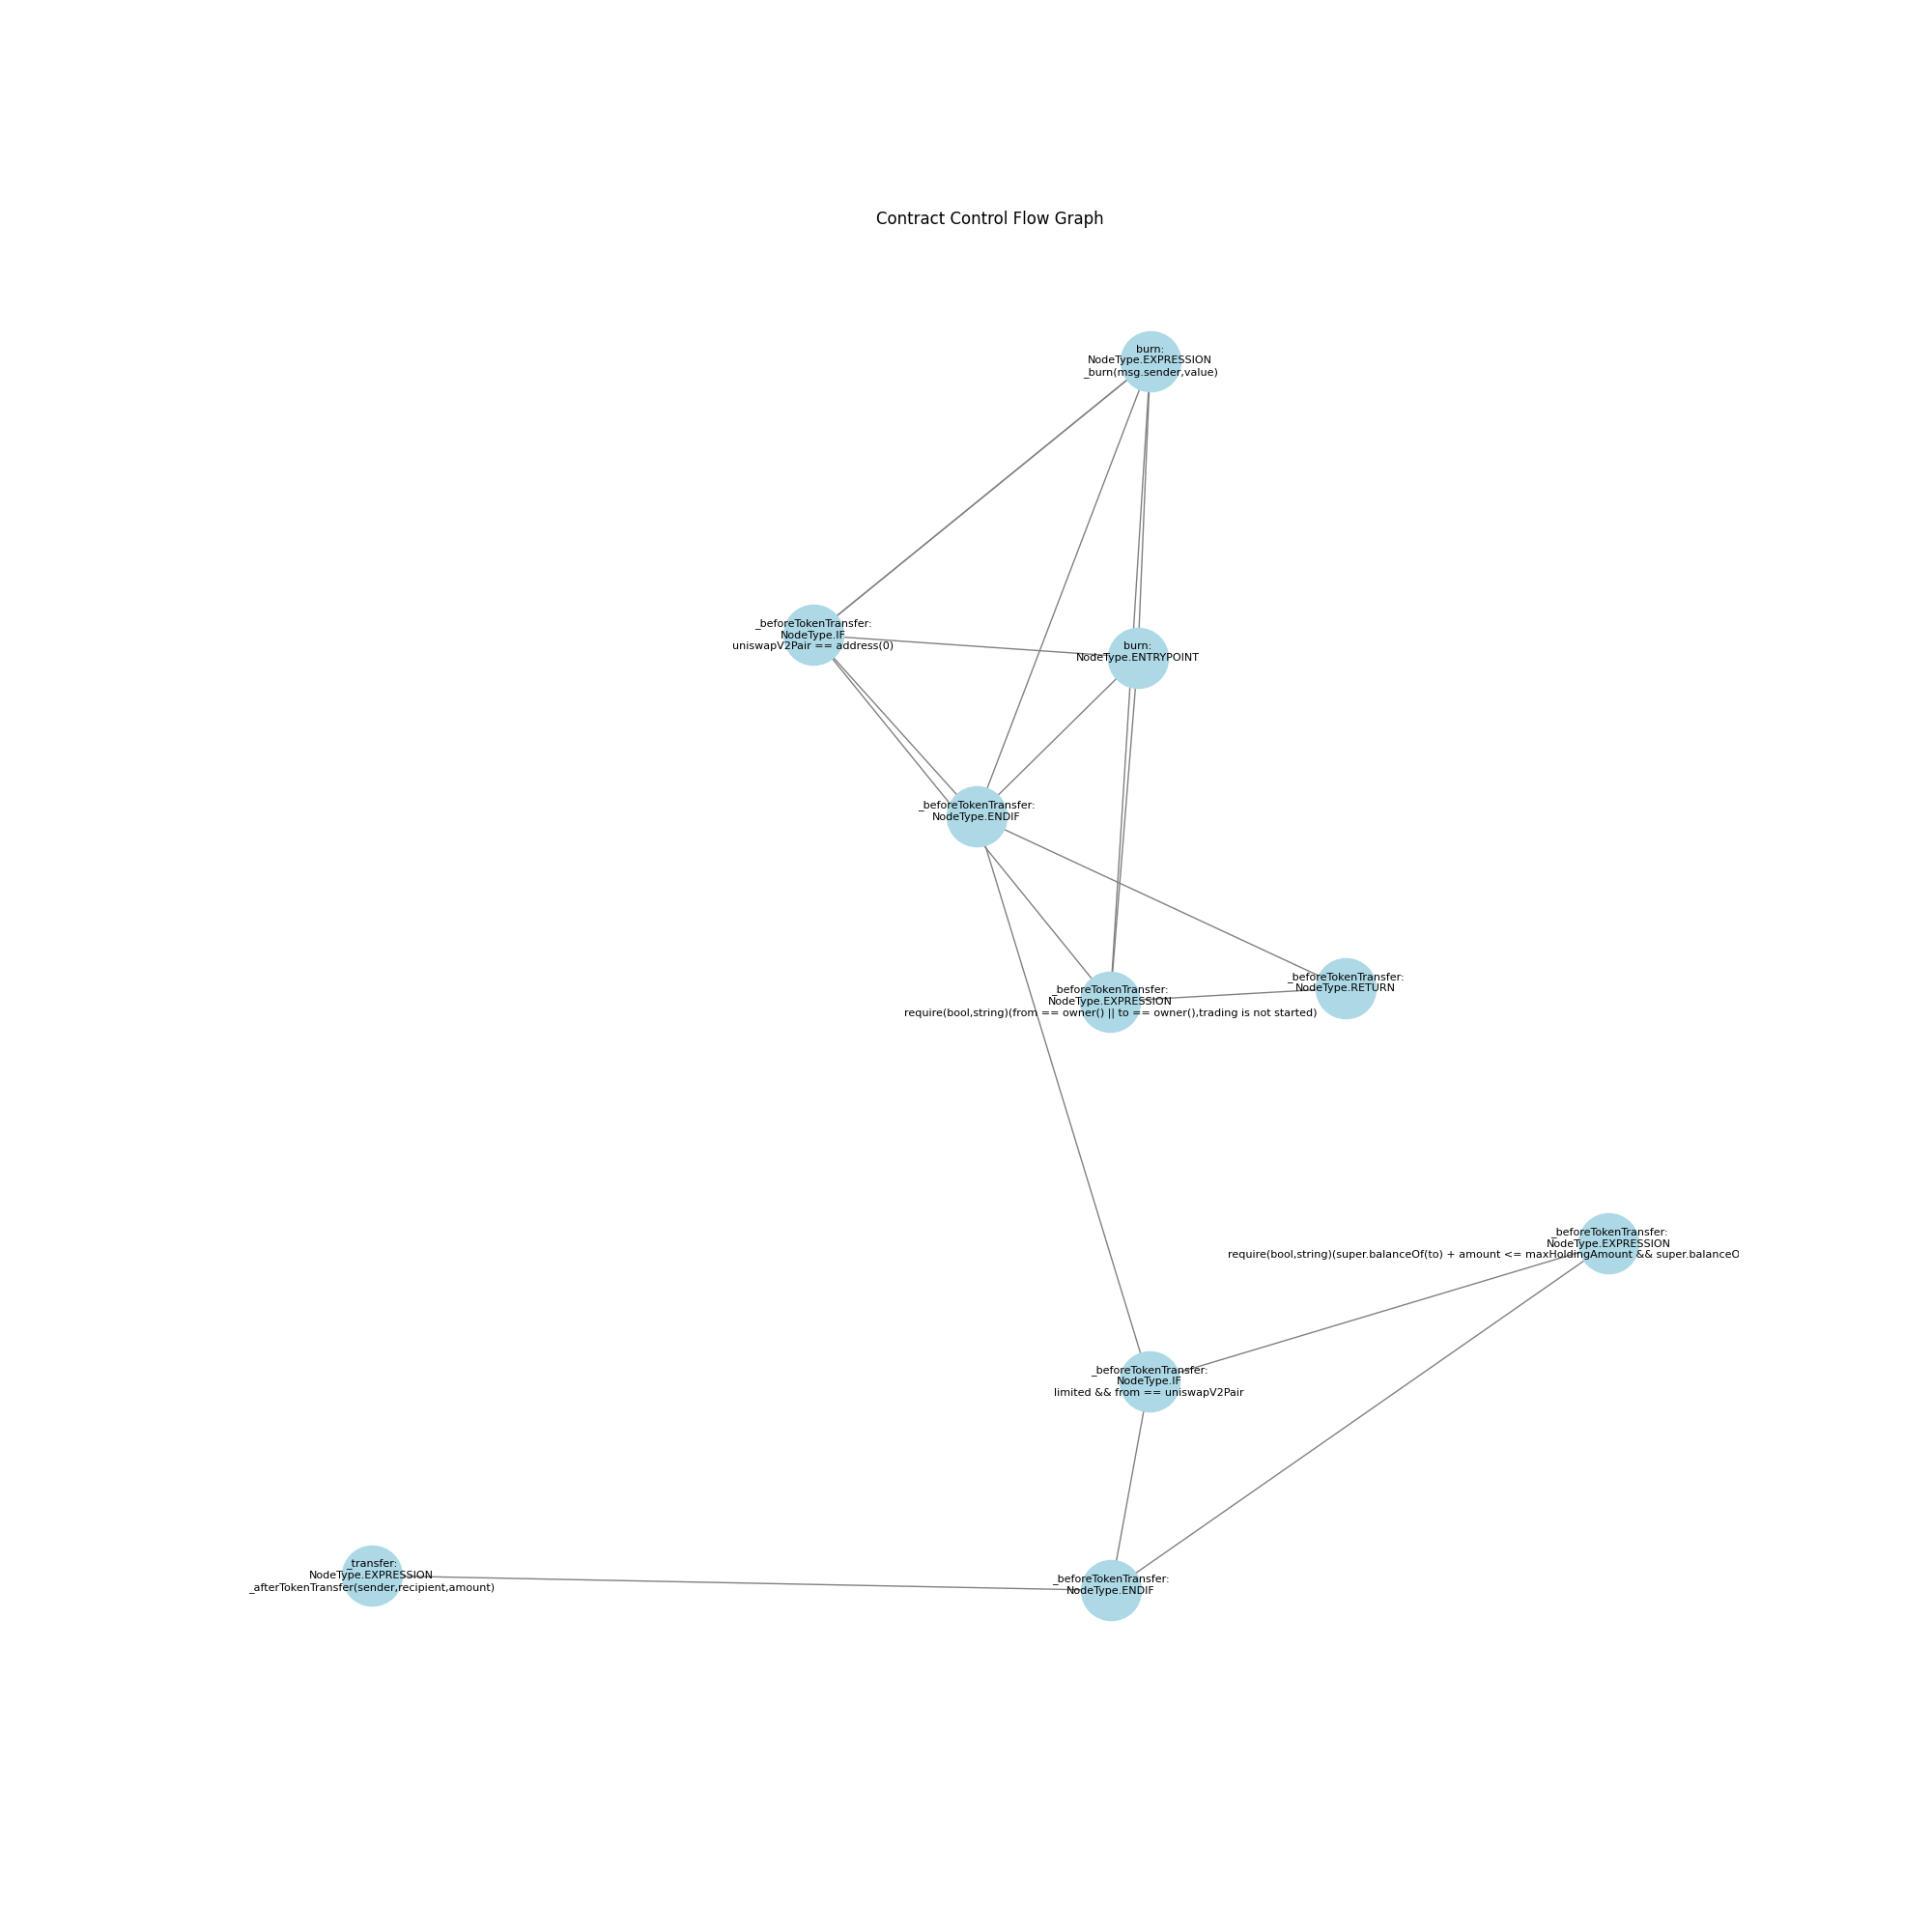 Contract Control Flow Graph
burn:
NodeType.EXPRESSION
_burn(msg.sender,value)
_beforeTokenTransfer:
NodeType.IF
uniswapV2Pair == address(0)
burn:
NodeType.ENTRYPOINT
_beforeTokenTransfer:
NodeType.ENDIF
_beforeTokenTransfer:
NodeType.RETURN
_beforeTokenTransfer:
NodeType.EXPRESSION
require(bool,string)(from == owner() || to == owner(),trading is not started)
_beforeTokenTransfer:
NodeType.EXPRESSION
require(bool,string)(super.balanceOf(to) + amount <= maxHoldingAmount && super.balanceO
_beforeTokenTransfer:
NodeType.IF
limited && from == uniswapV2Pair
_transfer:
NodeType.EXPRESSION
_afterTokenTransfer(sender,recipient,amount)
_beforeTokenTransfer:
NodeType.ENDIF